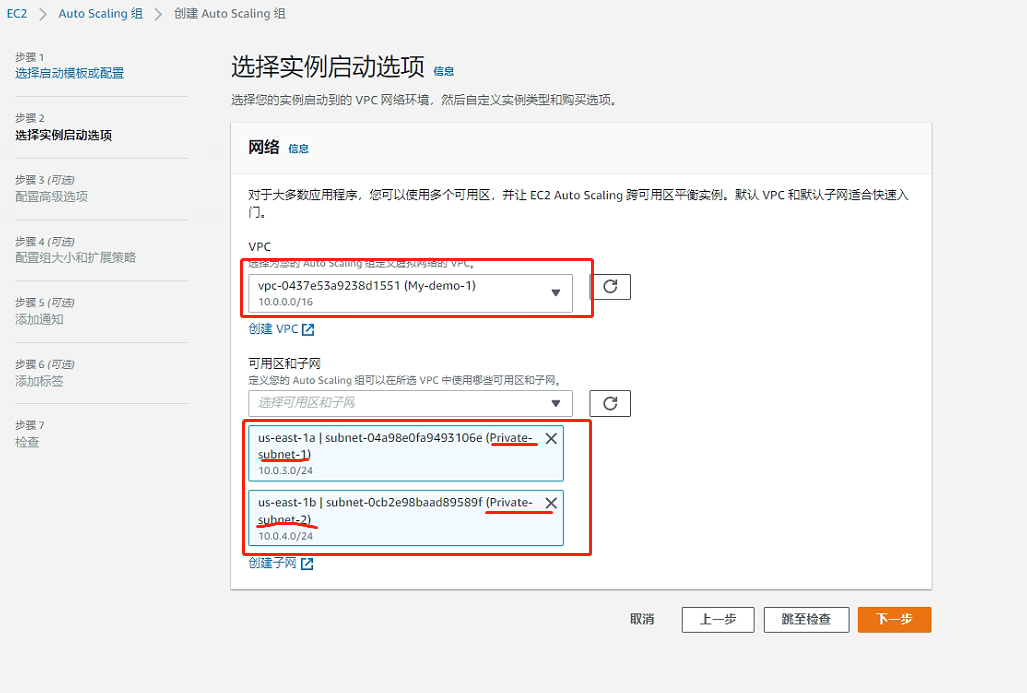 EC2 > Auto Scaling 组 > 创建 Auto Scaling 组
步骤 1
选择启动模板或配置
步骤 2
选择实例启动选项
步骤 3 (可选)
配置高级选项
步骤 4 (可选)
配置组大小和扩展策略
步骤 5 (可选)
添加通知
步骤 6 (可选)
添加标签
步骤 7
检查
选择实例启动选项 信息
选择您的实例启动到的 VPC 网络环境，然后自定义实例类型和购买选项。
网络 信息
对于大多数应用程序，您可以使用多个可用区，并让 EC2 Auto Scaling 跨可用区平衡实例。默认 VPC 和默认子网适合快速入
门。
VPC
选择为您的 Auto Scaling 组定义虚拟网络的 VPC。
vpc-0437e53a9238d1551 (My-demo-1)
10.0.0.0/16
创建 VPC
可用区和子网
定义您的 Auto Scaling 组可以在所选 VPC 中使用哪些可用区和子网。
选择可用区和子网
us-east-1a | subnet-04a98e0fa9493106e (Private-
subnet-1)
10.0.3.0/24
us-east-1b | subnet-0cb2e98baad89589f (Private-
subnet-2)
10.0.4.0/24
创建子网
取消 上一步 跳至检查 下一步